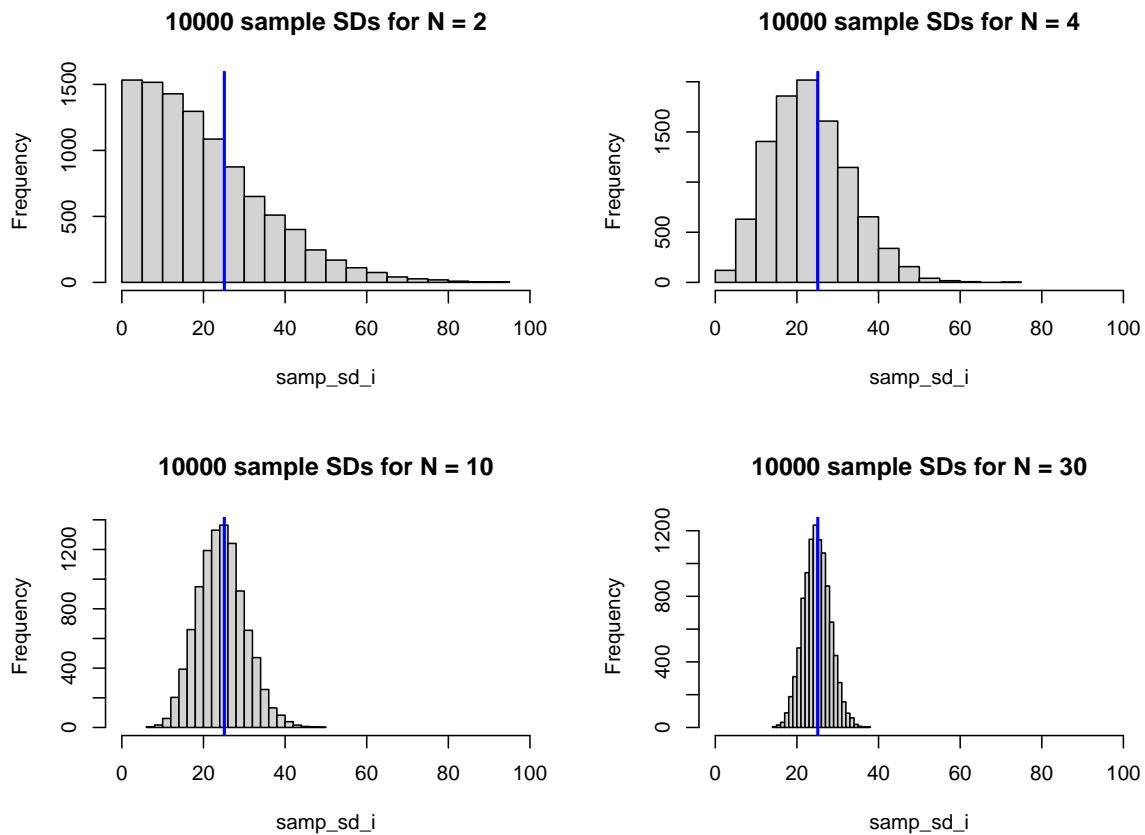 10000 sample SDs for N = 2
Frequency
0 500 1000 1500
0 20 40 60 80 100
samp_sd_i
10000 sample SDs for N = 4
Frequency
0 500 1500
0 20 40 60 80 100
samp_sd_i
10000 sample SDs for N = 10
Frequency
0 400 800 1200
0 20 40 60 80 100
samp_sd_i
10000 sample SDs for N = 30
Frequency
0 400 800 1200
0 20 40 60 80 100
samp_sd_i